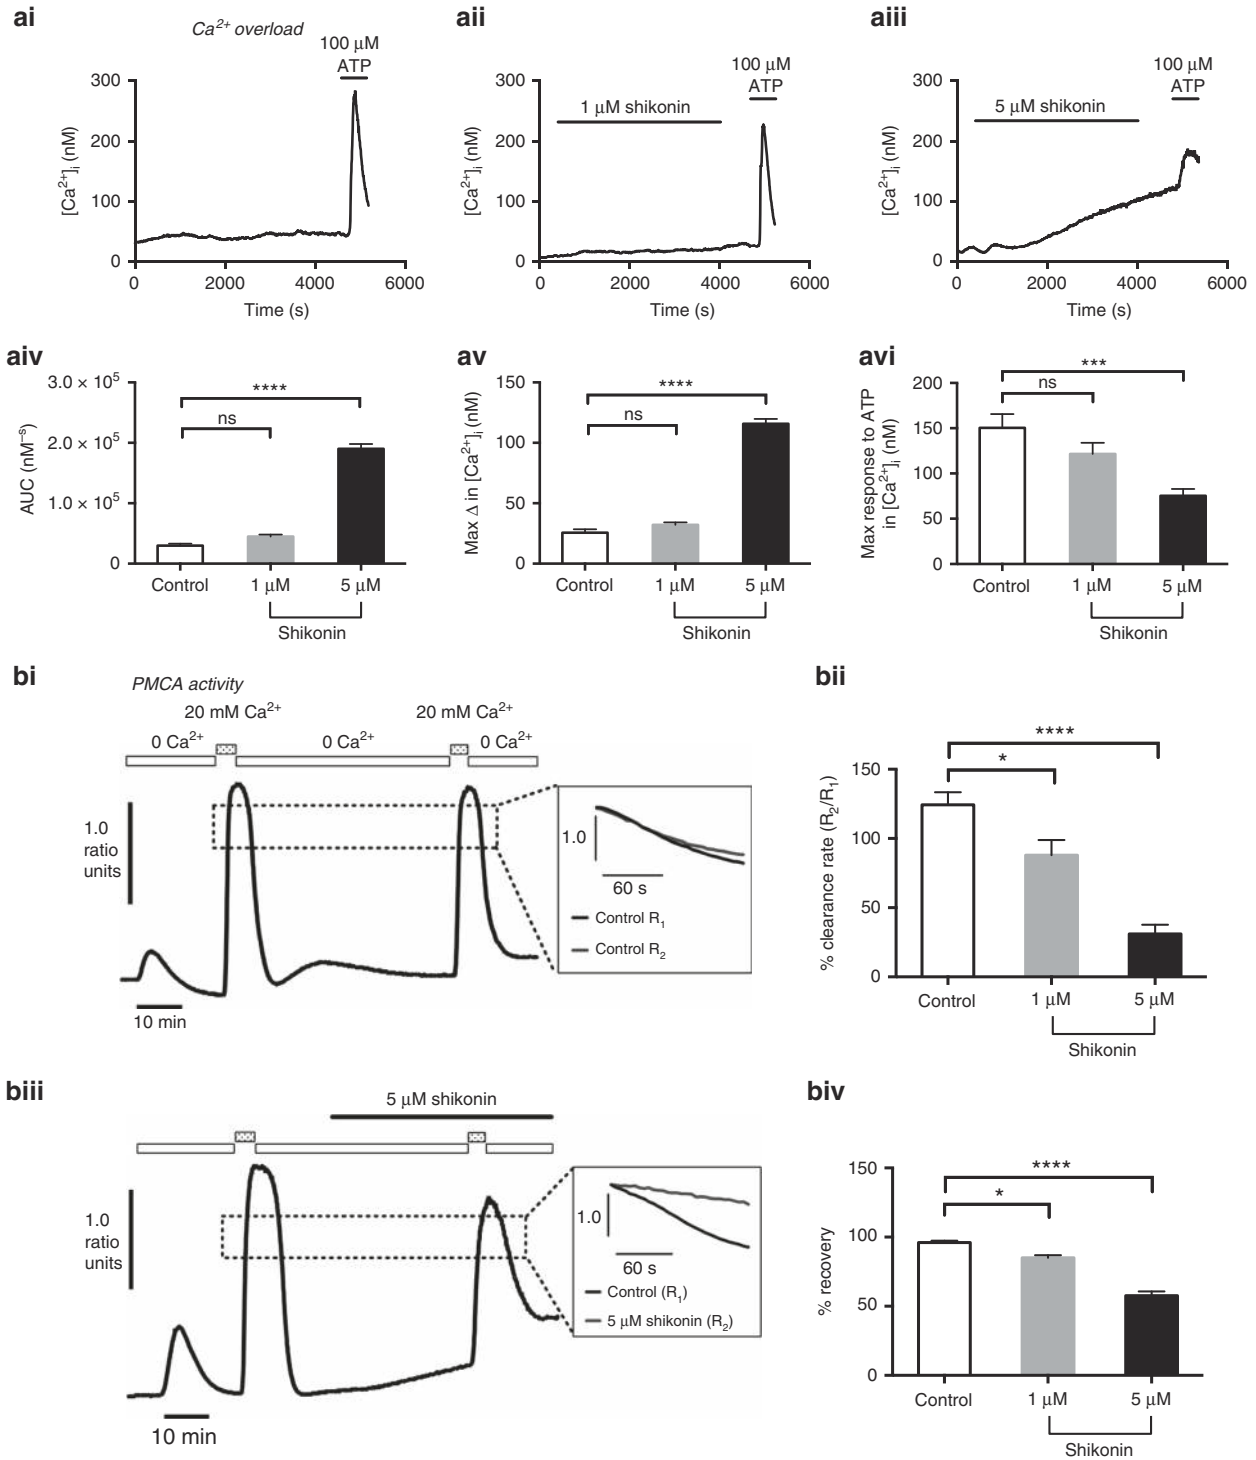 ai
Ca²⁺ overload
100 μM
ATP
300
200
100
0
[Ca²⁺]ᵢ (nM)
0 2000 4000 6000
Time (s)
aii
100 μM
ATP
1 μM shikonin
300
200
100
0
[Ca²⁺]ᵢ (nM)
0 2000 4000 6000
Time (s)
aiii
100 μM
ATP
5 μM shikonin
300
200
100
0
[Ca²⁺]ᵢ (nM)
0 2000 4000 6000
Time (s)
aiv
3.0 × 10⁵
2.0 × 10⁵
1.0 × 10⁵
0
AUC (nM⁻ˢ)
****
ns
Control 1 μM 5 μM
Shikonin
av
150
100
50
0
Max Δ in [Ca²⁺]ᵢ (nM)
****
ns
Control 1 μM 5 μM
Shikonin
avi
200
150
100
50
0
Max response to ATP
in [Ca²⁺]ᵢ (nM)
***
ns
Control 1 μM 5 μM
Shikonin
bi
PMCA activity
20 mM Ca²⁺ 20 mM Ca²⁺
0 Ca²⁺ 0 Ca²⁺ 0 Ca²⁺
1.0
ratio
units
10 min
1.0
60 s
Control R₁
Control R₂
bii
150
100
50
0
% clearance rate (R₂/R₁)
****
*
Control 1 μM 5 μM
Shikonin
biii
5 μM shikonin
1.0
ratio
units
10 min
1.0
60 s
Control (R₁)
5 μM shikonin (R₂)
biv
150
100
50
0
% recovery
****
*
Control 1 μM 5 μM
Shikonin